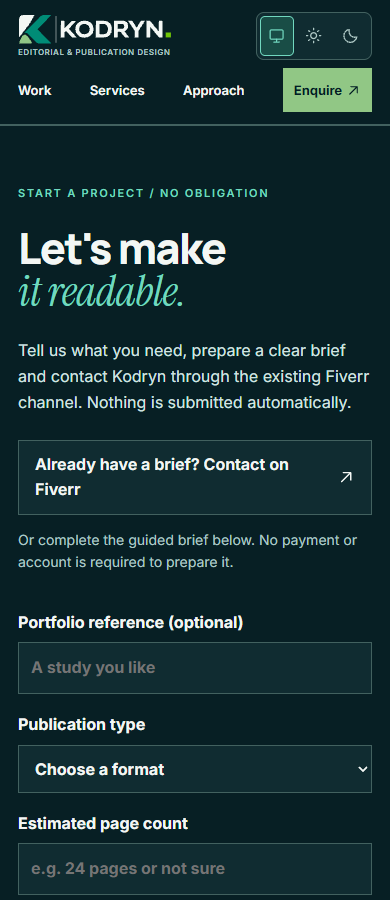 KODRYN.
EDITORIAL & PUBLICATION DESIGN
Work
Services
Approach
Enquire
START A PROJECT / NO OBLIGATION
Let's make
it readable.
Tell us what you need, prepare a clear brief
and contact Kodryn through the existing Fiverr
channel. Nothing is submitted automatically.
Already have a brief? Contact on
Fiverr
Or complete the guided brief below. No payment or
account is required to prepare it.
Portfolio reference (optional)
A study you like
Publication type
Choose a format
Estimated page count
e.g. 24 pages or not sure